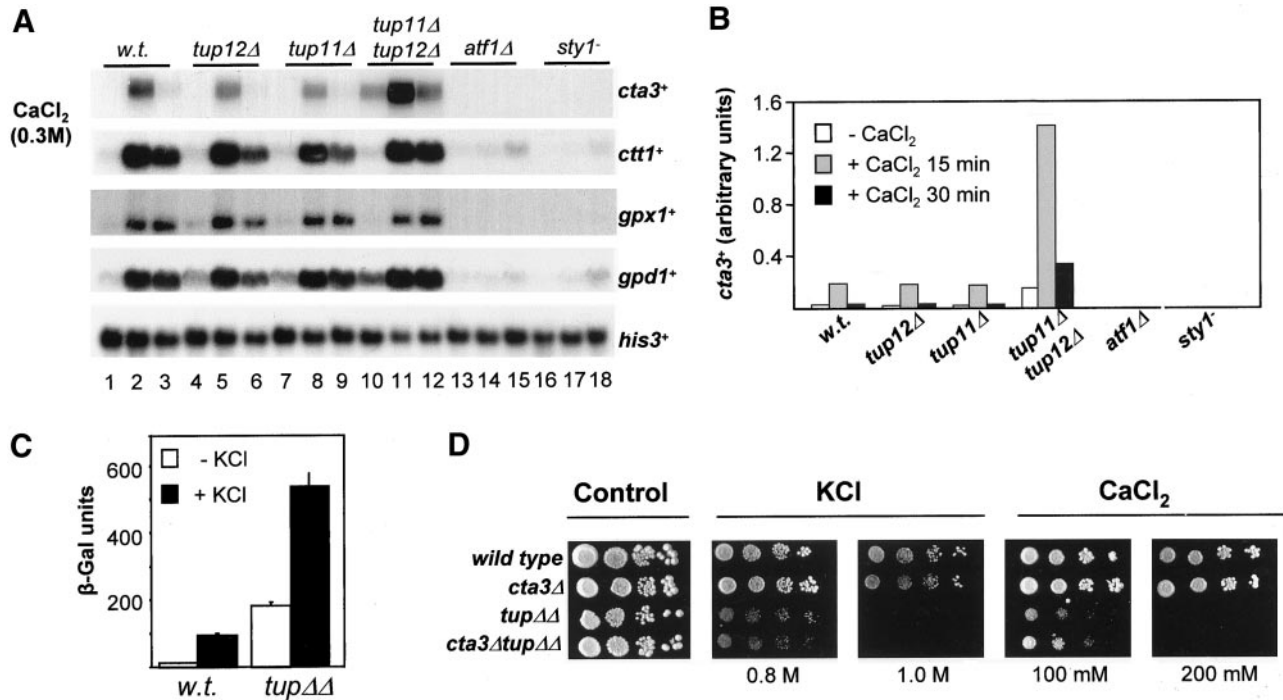 A
w.t.
tup12Δ
tup11Δ
tup11Δ
tup12Δ
atf1Δ
sty1⁻
CaCl₂
(0.3M)
cta3⁺
ctt1⁺
gpx1⁺
gpd1⁺
his3⁺
1 2 3 4 5 6 7 8 9 10 11 12 13 14 15 16 17 18
B
cta3⁺ (arbitrary units)
1.6
1.2
0.8
0.4
- CaCl₂
+ CaCl₂ 15 min
+ CaCl₂ 30 min
w.t.
tup12Δ
tup11Δ
tup11Δ
tup12Δ
atf1Δ
sty1⁻
C
β-Gal units
600
400
200
- KCl
+ KCl
w.t. tupΔΔ
D
Control KCl CaCl₂
wild type
cta3Δ
tupΔΔ
cta3ΔtupΔΔ
0.8 M 1.0 M 100 mM 200 mM